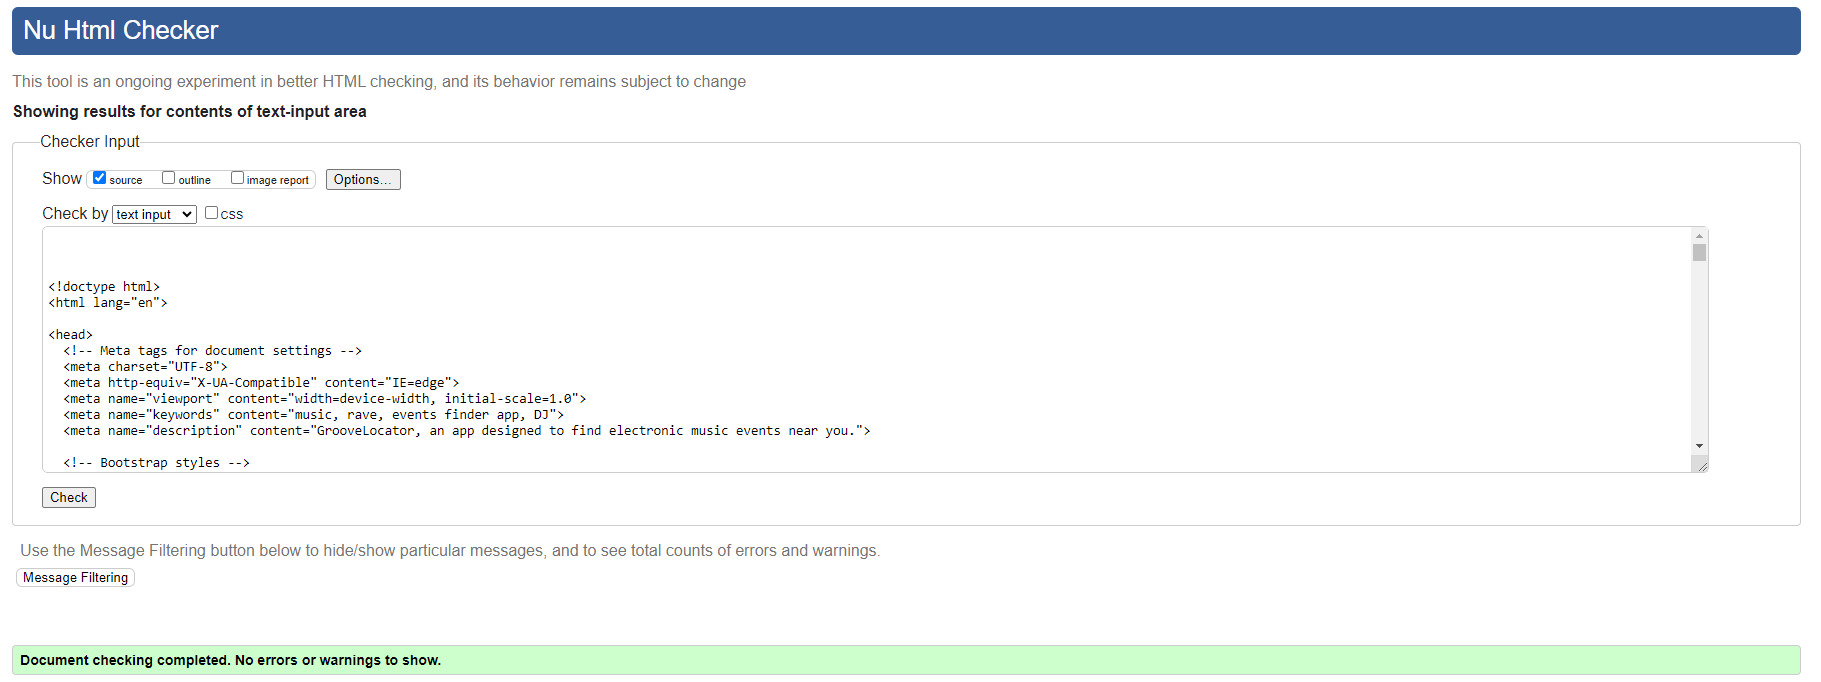 Nu Html Checker
This tool is an ongoing experiment in better HTML checking, and its behavior remains subject to change
Showing results for contents of text-input area
Checker Input
Show source outline image report Options...
Check by text input css
<!doctype html>
<html lang="en">
<head>
<!-- Meta tags for document settings -->
<meta charset="UTF-8">
<meta http-equiv="X-UA-Compatible" content="IE=edge">
<meta name="viewport" content="width=device-width, initial-scale=1.0">
<meta name="keywords" content="music, rave, events finder app, DJ">
<meta name="description" content="GrooveLocator, an app designed to find electronic music events near you.">
<!-- Bootstrap styles -->
Check
Use the Message Filtering button below to hide/show particular messages, and to see total counts of errors and warnings.
Message Filtering
Document checking completed. No errors or warnings to show.